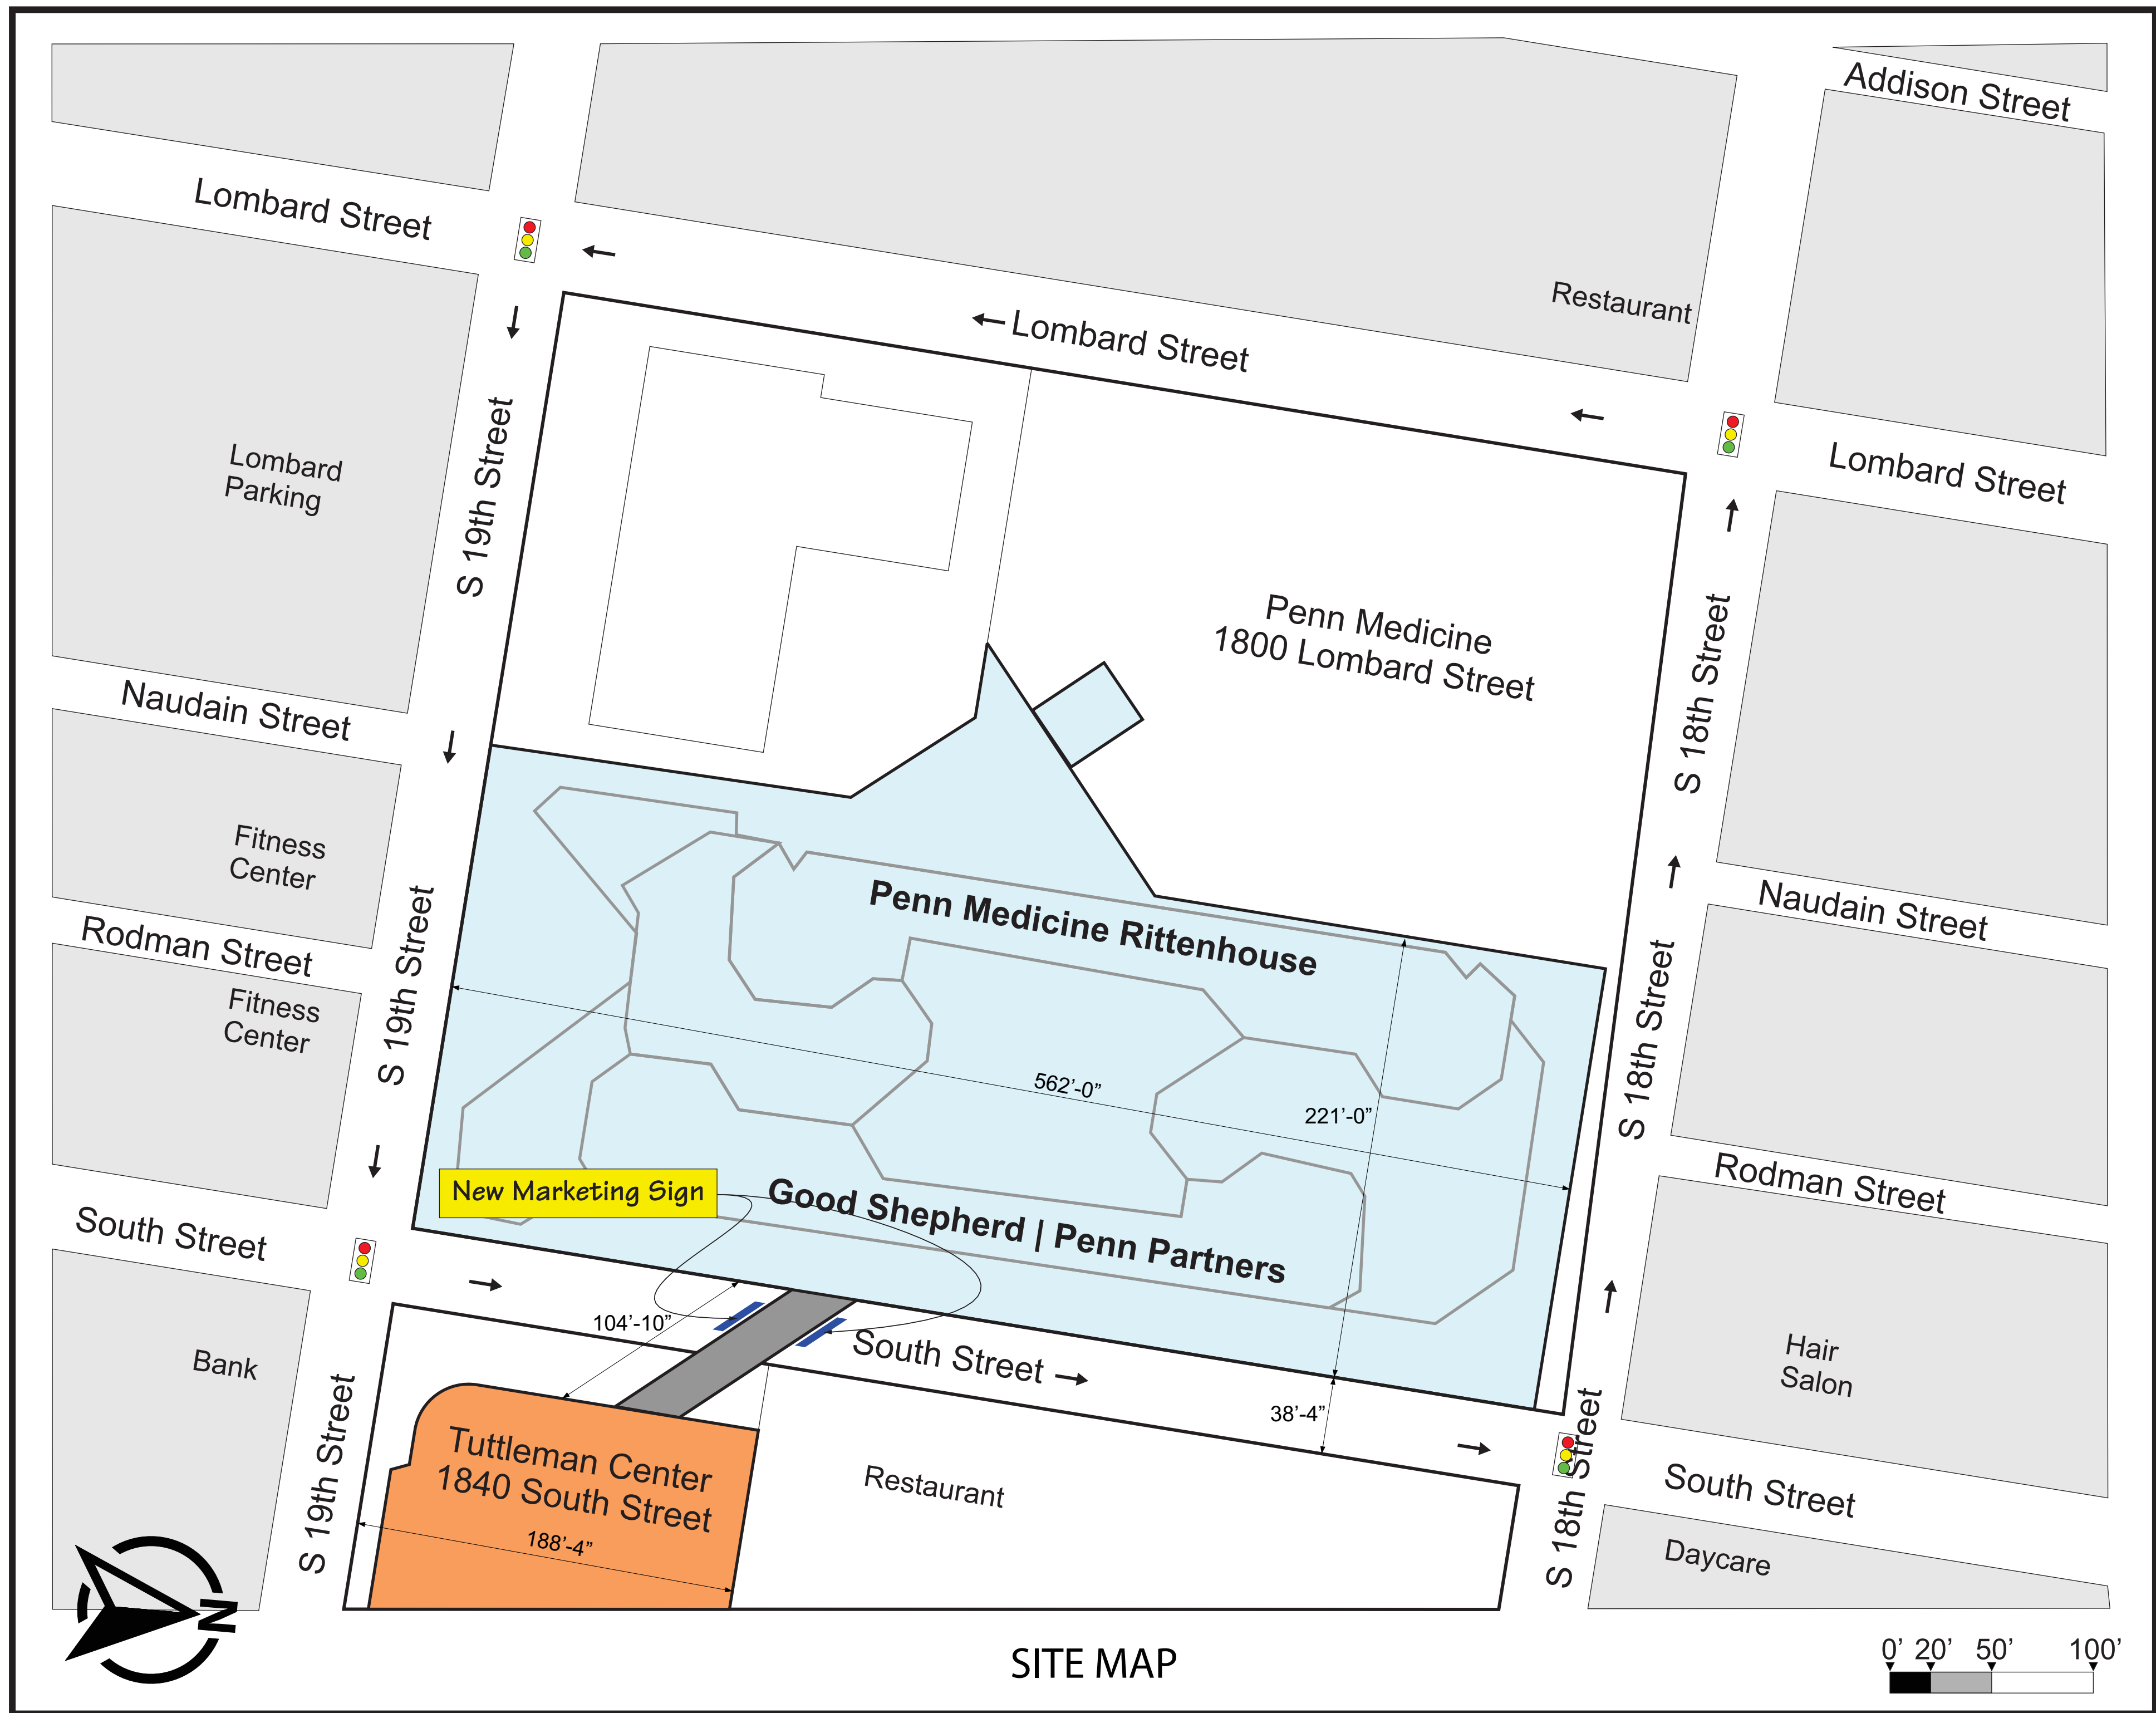 Addison Street
Lombard Street
Restaurant
Lombard Street
Lombard Street
S 19th Street
Lombard
Parking
Penn Medicine
1800 Lombard Street
S 18th Street
Naudain Street
Fitness
Center
Penn Medicine Rittenhouse
Naudain Street
S 19th Street
Rodman Street
Fitness
Center
S 18th Street
562’-0”
221’-0”
Rodman Street
New Marketing Sign
Good Shepherd | Penn Partners
South Street
104’-10”
South Street
Bank
Hair
Salon
38’-4”
S 19th Street
Tuttleman Center
1840 South Street
188’-4”
Restaurant
S 18th Street
South Street
Daycare
N
SITE MAP
0’ 20’ 50’ 100’